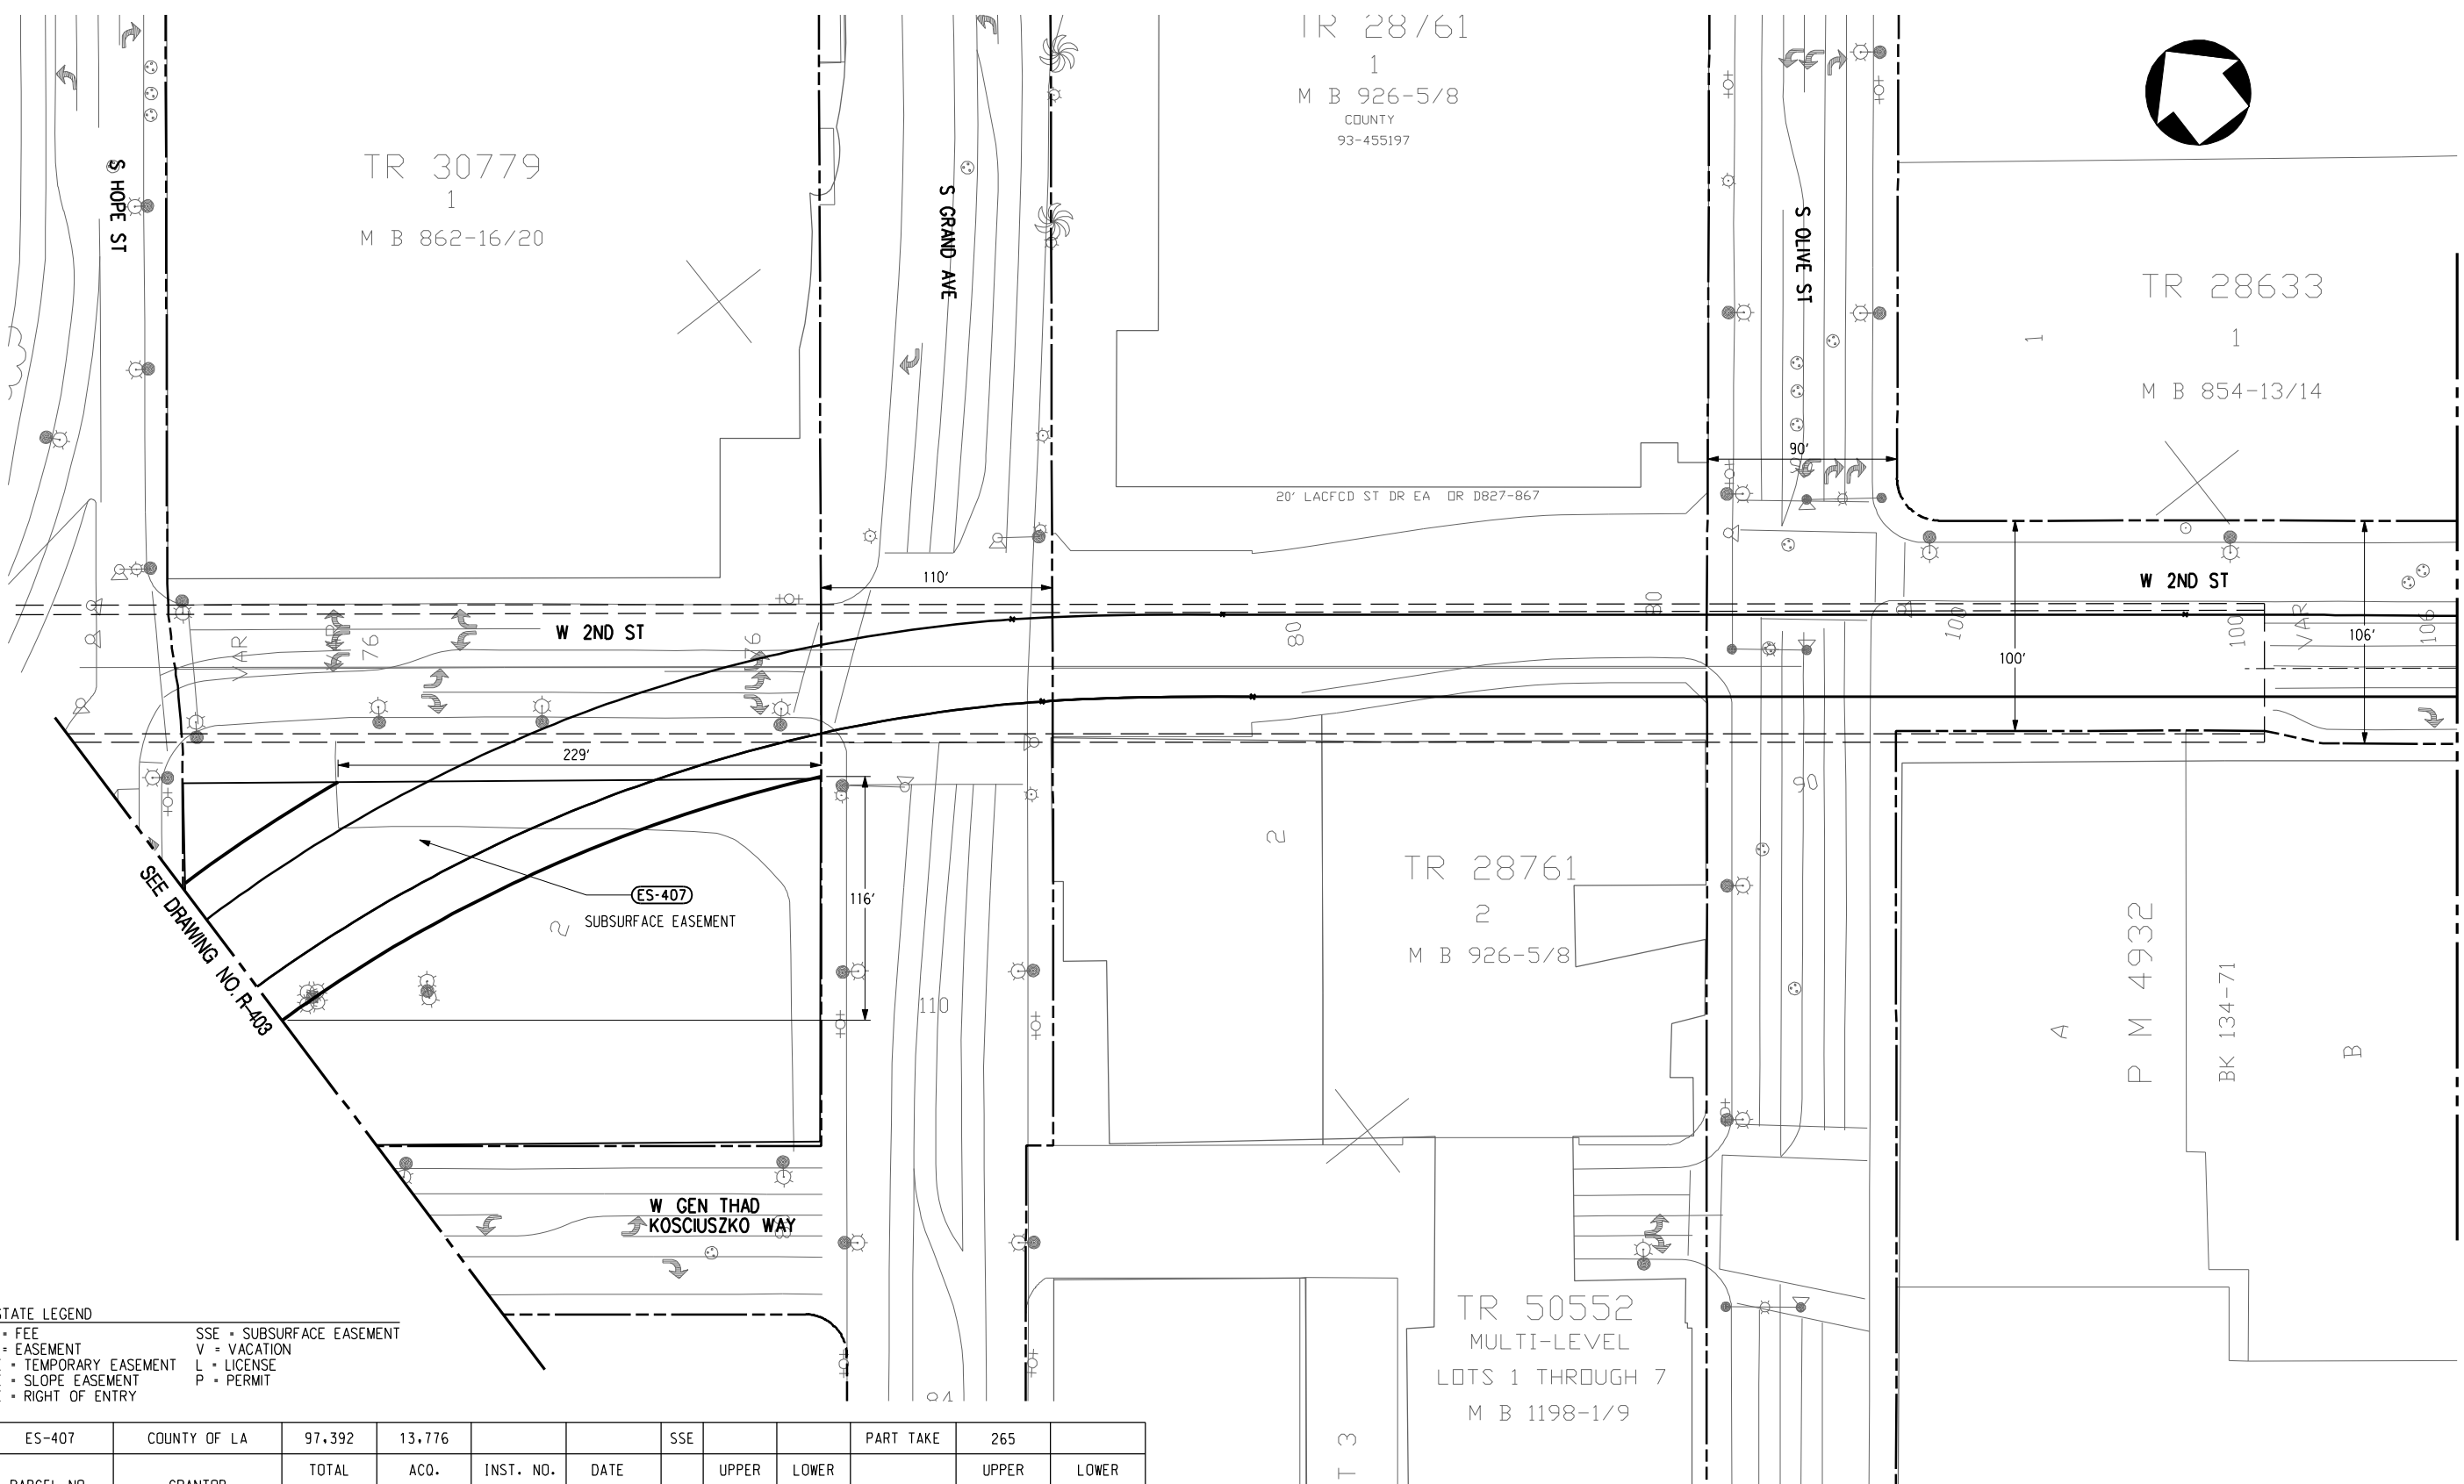 TR 28761
1
M B 926-5/8
COUNTY
93-455197
TR 30779
1
M B 862-16/20
S HOPE ST
S GRAND AVE
S OLIVE ST
TR 28633
1
1
M B 854-13/14
90'
90
20' LACFCD ST DR EA OR D827-867
110'
W 2ND ST
W 2ND ST
VAR
76
76
80
80
100
100
VAR
106
100'
106'
229'
116'
ES-407
SUBSURFACE EASEMENT
2
SEE DRAWING NO. R-403
2
TR 28761
2
M B 926-5/8
90
110
P M 4932
BK 134-71
A
B
W GEN THAD
KOSCIUSZKO WAY
84
TR 50552
MULTI-LEVEL
LOTS 1 THROUGH 7
M B 1198-1/9
T 3
STATE LEGEND
= FEE SSE = SUBSURFACE EASEMENT
= EASEMENT V = VACATION
= TEMPORARY EASEMENT L = LICENSE
= SLOPE EASEMENT P = PERMIT
= RIGHT OF ENTRY
ES-407 COUNTY OF LA 97,392 13,776 SSE PART TAKE 265
PARCEL NO. GRANTOR TOTAL ACQ. INST. NO. DATE UPPER LOWER UPPER LOWER